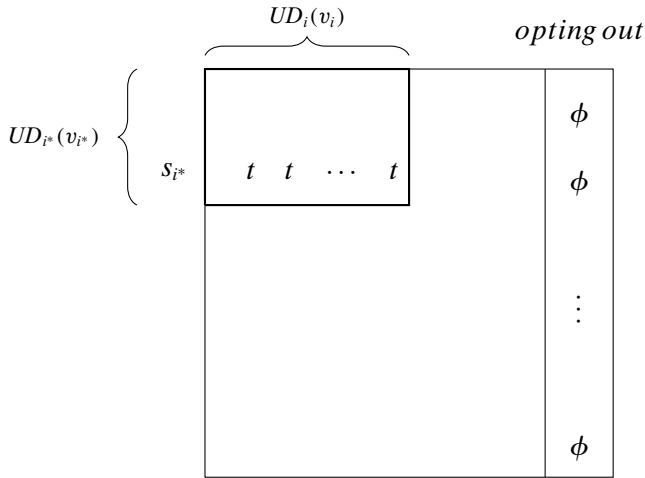 UD_i(v_i)
opting out
ϕ
UD_{i*}(v_{i*})
s_{i*} t t ⋯ t ϕ
⋮
ϕ